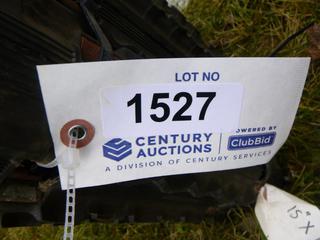 LOT NO
1527
CENTURY
AUCTIONS
POWERED BY
ClubBid
A DIVISION OF CENTURY SERVICES